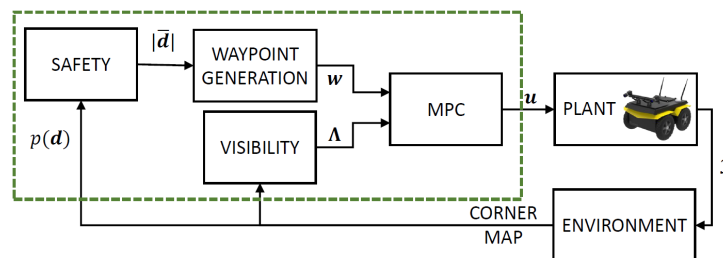 |d̅|
SAFETY
WAYPOINT
GENERATION
w
MPC
u
PLANT
p(d)
VISIBILITY
Λ
CORNER
MAP
ENVIRONMENT